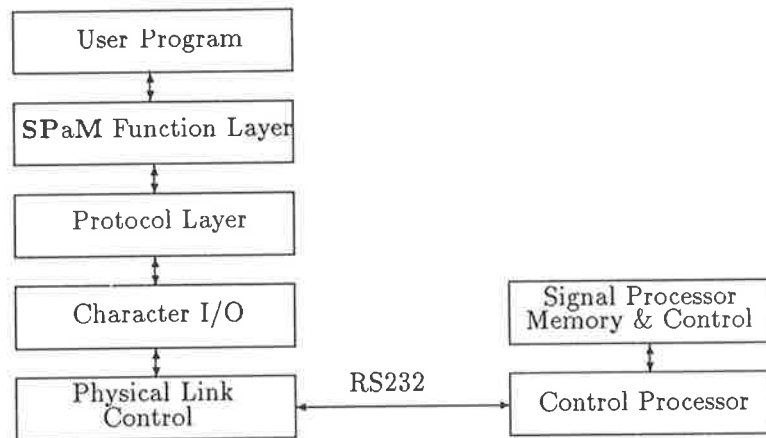 User Program
SPaM Function Layer
Protocol Layer
Character I/O
Physical Link
Control
RS232
Signal Processor
Memory & Control
Control Processor